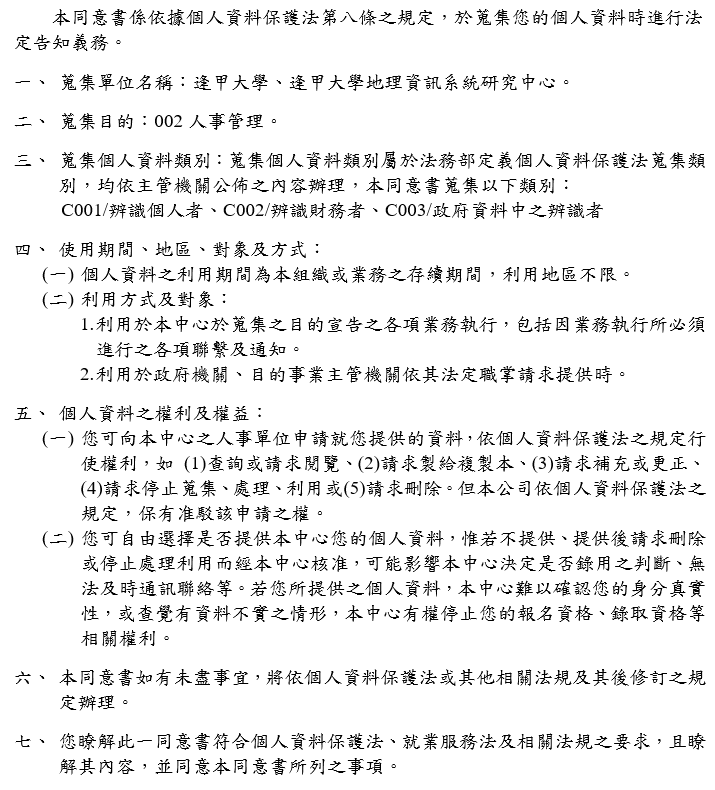 本同意書係依據個人資料保護法第八條之規定，於蒐集您的個人資料時進行法
定告知義務。
一、 蒐集單位名稱：逢甲大學、逢甲大學地理資訊系統研究中心。
二、 蒐集目的：002 人事管理。
三、 蒐集個人資料類別：蒐集個人資料類別屬於法務部定義個人資料保護法蒐集類
別，均依主管機關公佈之內容辦理，本同意書蒐集以下類別：
C001/辨識個人者、C002/辨識財務者、C003/政府資料中之辨識者
四、 使用期間、地區、對象及方式：
(一) 個人資料之利用期間為本組織或業務之存續期間，利用地區不限。
(二) 利用方式及對象：
1.利用於本中心於蒐集之目的宣告之各項業務執行，包括因業務執行所必須
進行之各項聯繫及通知。
2.利用於政府機關、目的事業主管機關依其法定職掌請求提供時。
五、 個人資料之權利及權益：
(一) 您可向本中心之人事單位申請就您提供的資料，依個人資料保護法之規定行
使權利，如 (1)查詢或請求閱覽、(2)請求製給複製本、(3)請求補充或更正、
(4)請求停止蒐集、處理、利用或(5)請求刪除。但本公司依個人資料保護法之
規定，保有准駁該申請之權。
(二) 您可自由選擇是否提供本中心您的個人資料，惟若不提供、提供後請求刪除
或停止處理利用而經本中心核准，可能影響本中心決定是否錄用之判斷、無
法及時通訊聯絡等。若您所提供之個人資料，本中心難以確認您的身分真實
性，或查覺有資料不實之情形，本中心有權停止您的報名資格、錄取資格等
相關權利。
六、 本同意書如有未盡事宜，將依個人資料保護法或其他相關法規及其後修訂之規
定辦理。
七、 您瞭解此一同意書符合個人資料保護法、就業服務法及相關法規之要求，且瞭
解其內容，並同意本同意書所列之事項。